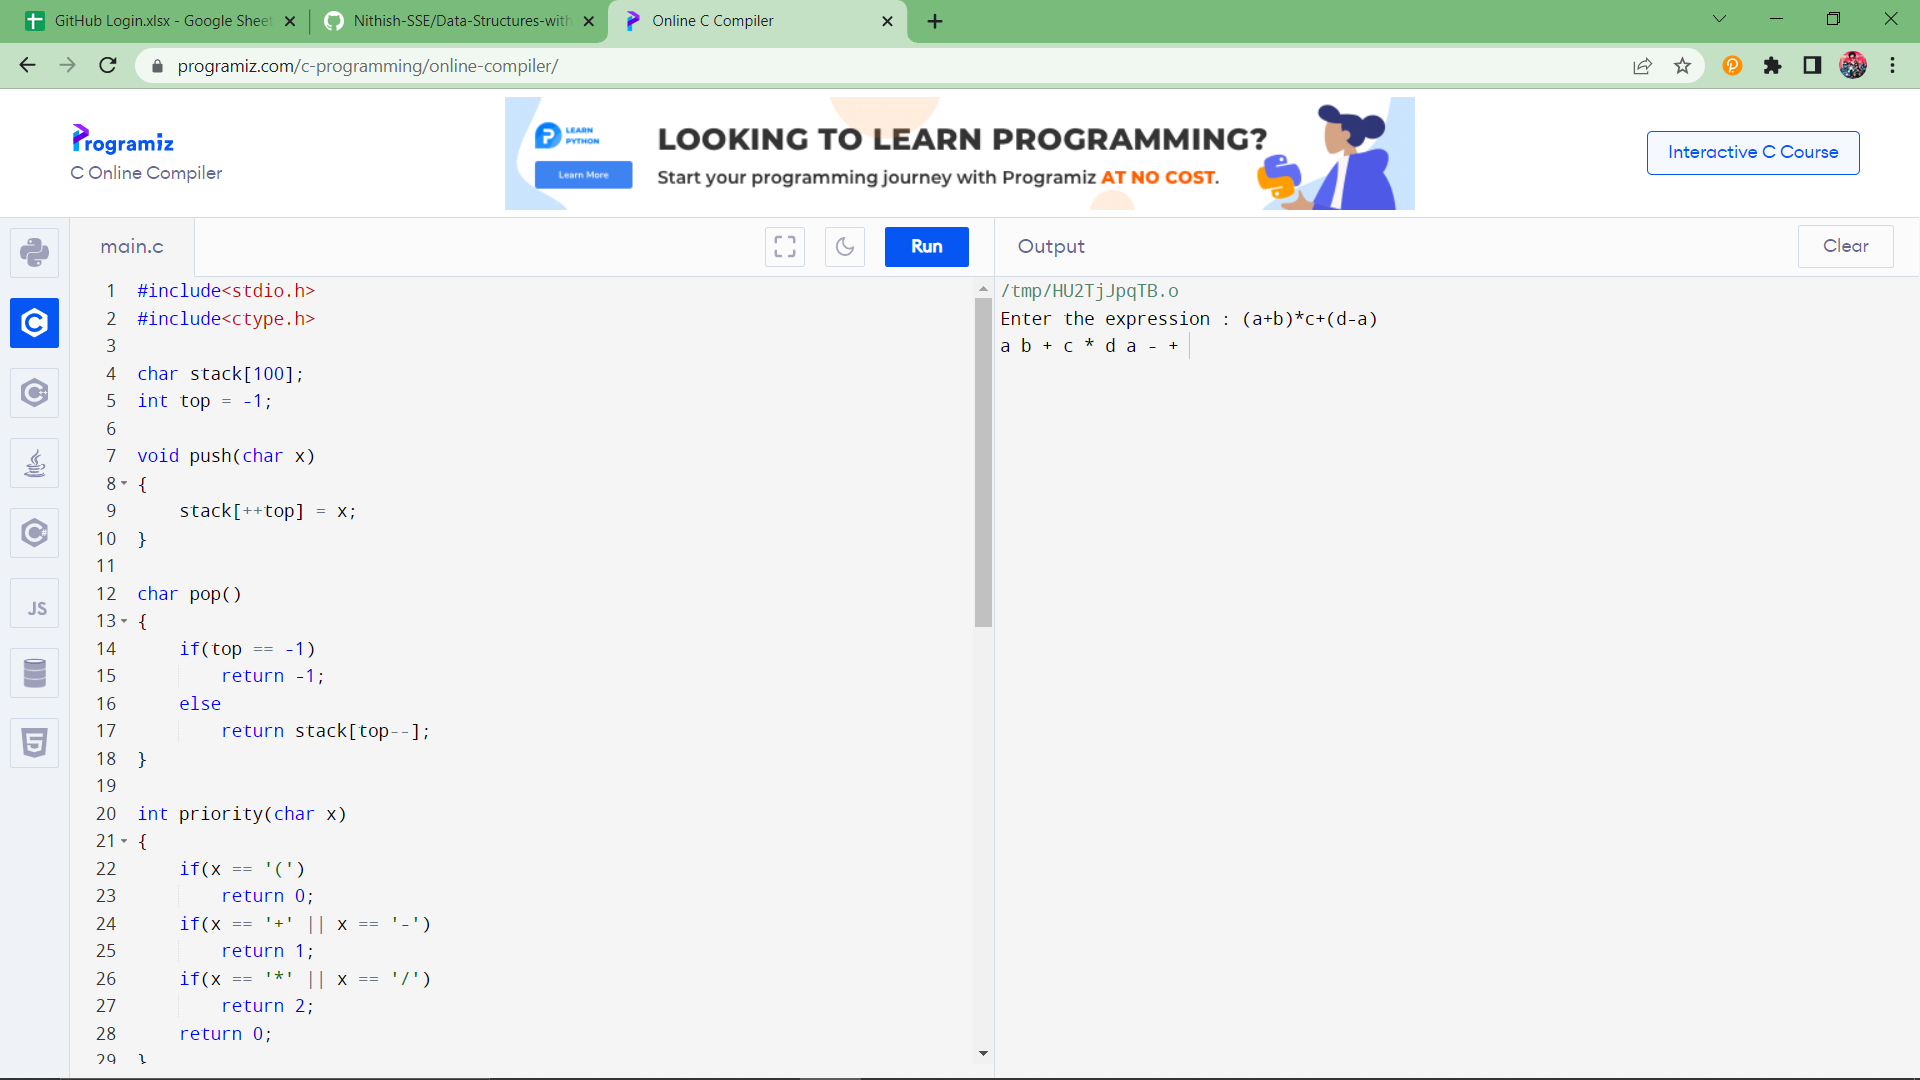 GitHub Login.xlsx - Google Sheet
Nithish-SSE/Data-Structures-with
Online C Compiler
programiz.com/c-programming/online-compiler/
Programiz
C Online Compiler
LEARN
PYTHON
Learn More
LOOKING TO LEARN PROGRAMMING?
Start your programming journey with Programiz AT NO COST.
Interactive C Course
main.c
Run
Output
Clear
1 #include<stdio.h>
2 #include<ctype.h>
3
4 char stack[100];
5 int top = -1;
6
7 void push(char x)
8 {
9     stack[++top] = x;
10 }
11
12 char pop()
13 {
14     if(top == -1)
15         return -1;
16     else
17         return stack[top--];
18 }
19
20 int priority(char x)
21 {
22     if(x == '(')
23         return 0;
24     if(x == '+' || x == '-')
25         return 1;
26     if(x == '*' || x == '/')
27         return 2;
28     return 0;
29 }
/tmp/HU2TjJpqTB.o
Enter the expression : (a+b)*c+(d-a)
a b + c * d a - +
JS